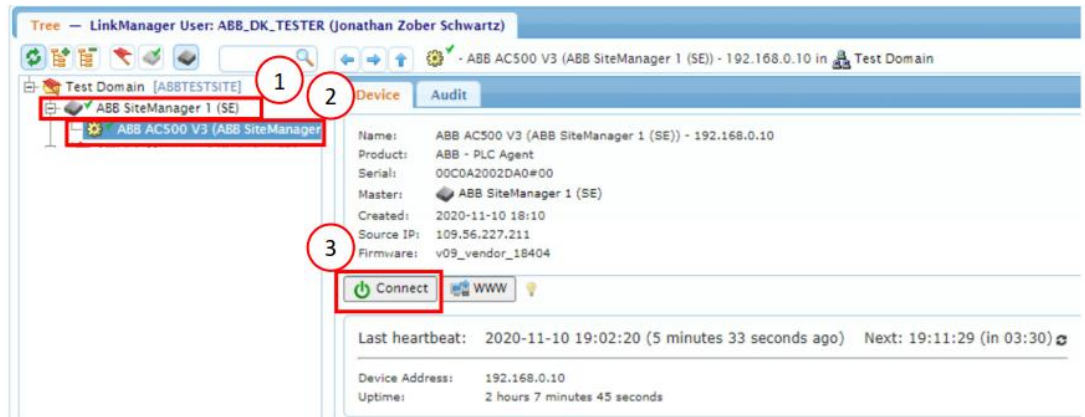 Tree — LinkManager User: ABB_DK_TESTER (Jonathan Zober Schwartz)
- ABB AC500 V3 (ABB SiteManager 1 (SE)) - 192.168.0.10 in Test Domain
1
Test Domain [ABBTESTSITE]
ABB SiteManager 1 (SE)
ABB AC500 V3 (ABB SiteManager
2
Device Audit
Name: ABB AC500 V3 (ABB SiteManager 1 (SE)) - 192.168.0.10
Product: ABB - PLC Agent
Serial: 00C0A2002DA0#00
Master: ABB SiteManager 1 (SE)
Created: 2020-11-10 18:10
Source IP: 109.56.227.211
Firmware: v09_vendor_18404
3
Connect WWW
Last heartbeat: 2020-11-10 19:02:20 (5 minutes 33 seconds ago) Next: 19:11:29 (in 03:30)
Device Address: 192.168.0.10
Uptime: 2 hours 7 minutes 45 seconds